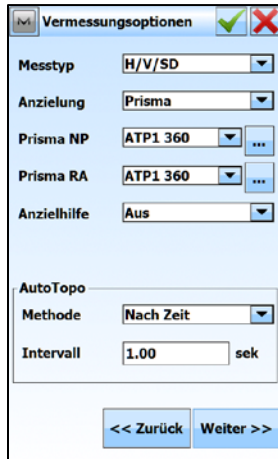 Vermessungsoptionen
Messtyp H/V/SD
Anzielung Prisma
Prisma NP ATP1 360 ...
Prisma RA ATP1 360 ...
Anzielhilfe Aus
AutoTopo
Methode Nach Zeit
Intervall 1.00 sek
<< Zurück Weiter >>